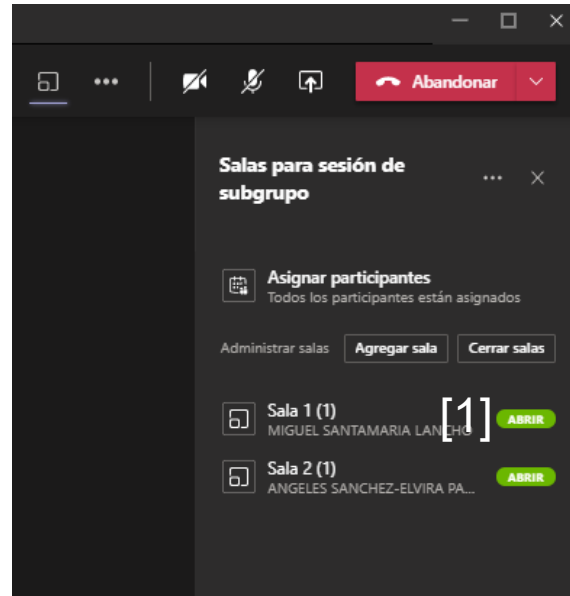 Abandonar
Salas para sesión de
subgrupo
Asignar participantes
Todos los participantes están asignados
Administrar salas Agregar sala Cerrar salas
Sala 1 (1) [1] ABRIR
MIGUEL SANTAMARIA LANCHO
Sala 2 (1) ABRIR
ANGELES SANCHEZ-ELVIRA PA...